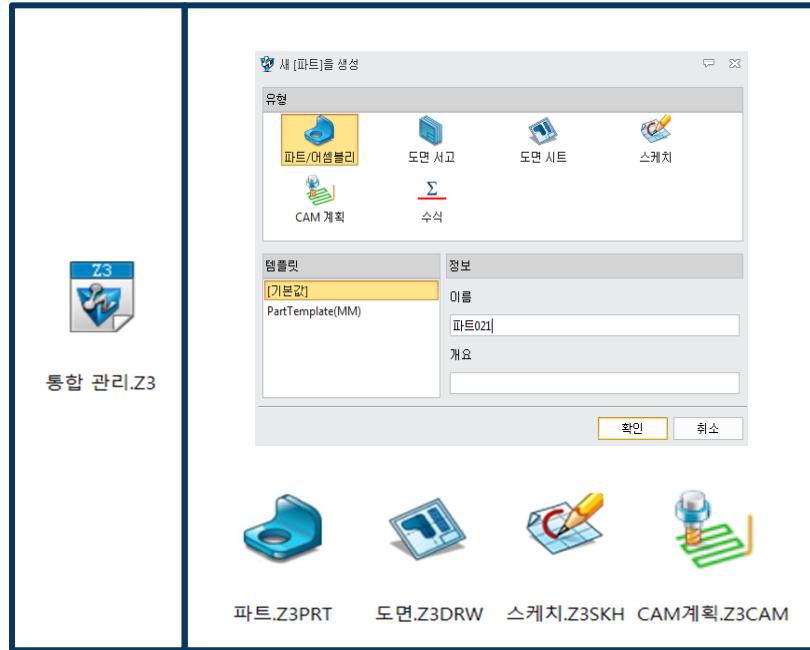 Z3
통합 관리.Z3
새 [파트]을 생성
유형
파트/어셈블리
도면 서고
도면 시트
스케치
CAM 계획
Σ
수식
템플릿
[기본값]
PartTemplate(MM)
정보
이름
파트021
개요
확인
취소
파트.Z3PRT
도면.Z3DRW
스케치.Z3SKH
CAM계획.Z3CAM